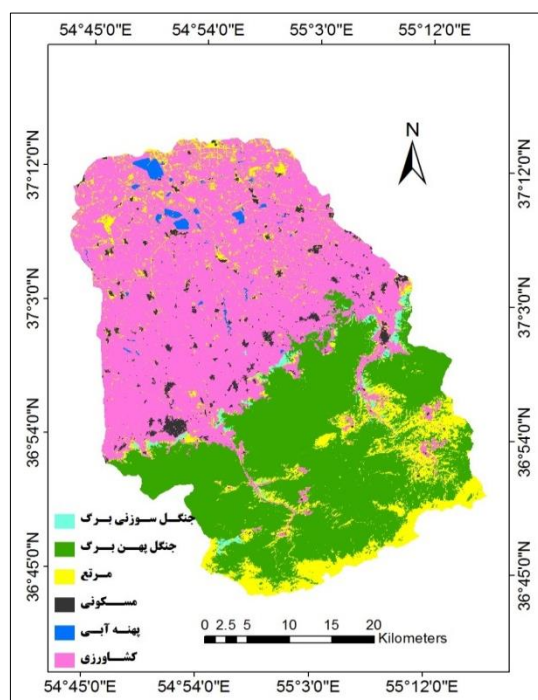 54°45'0"E 54°54'0"E 55°3'0"E 55°12'0"E
N
37°12'0"N 37°12'0"N
37°3'0"N 37°3'0"N
36°54'0"N 36°54'0"N
36°45'0"N 36°45'0"N
جنگل سوزنی برگ
جنگل پهن برگ
مرتع
مسکونی
پهنه آبی
کشاورزی
0 2.5 5 10 15 20
Kilometers
54°45'0"E 54°54'0"E 55°30'0"E 55°12'0"E